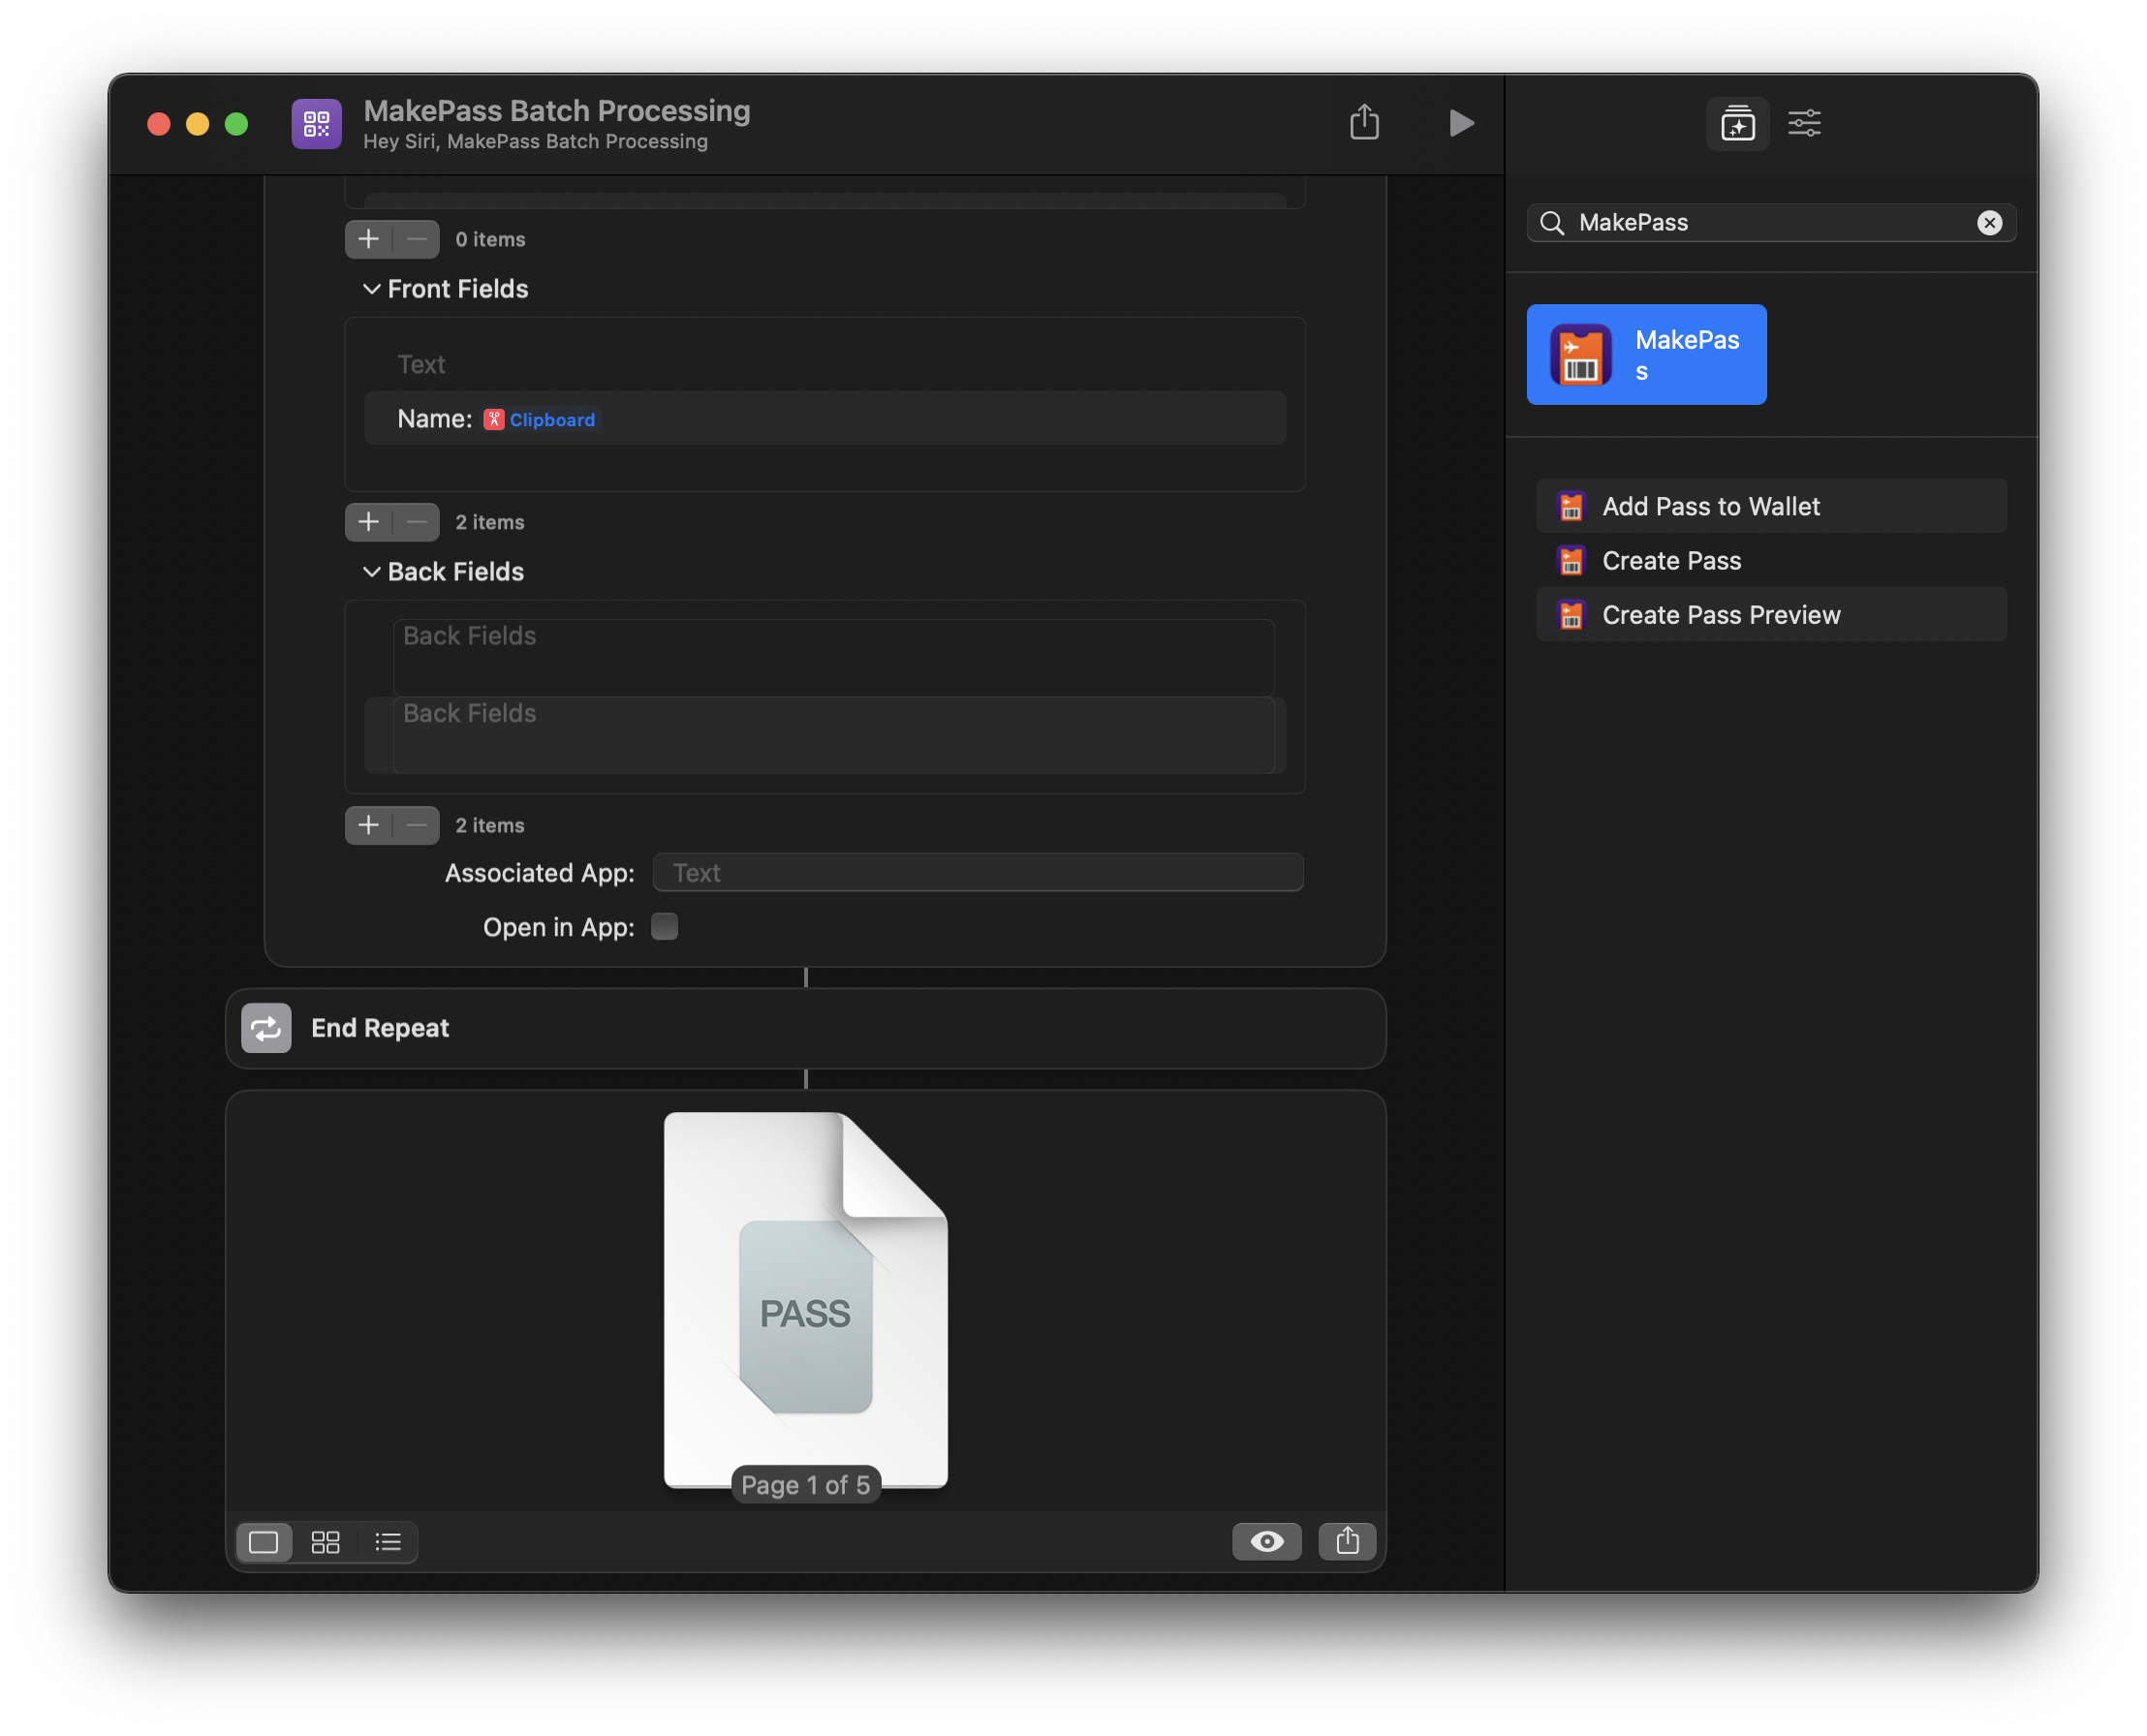 MakePass Batch Processing
Hey Siri, MakePass Batch Processing
0 items
Front Fields
Text
Name: Clipboard
2 items
Back Fields
Back Fields
Back Fields
2 items
Associated App: Text
Open in App:
End Repeat
PASS
Page 1 of 5
MakePass
MakePas
s
Add Pass to Wallet
Create Pass
Create Pass Preview